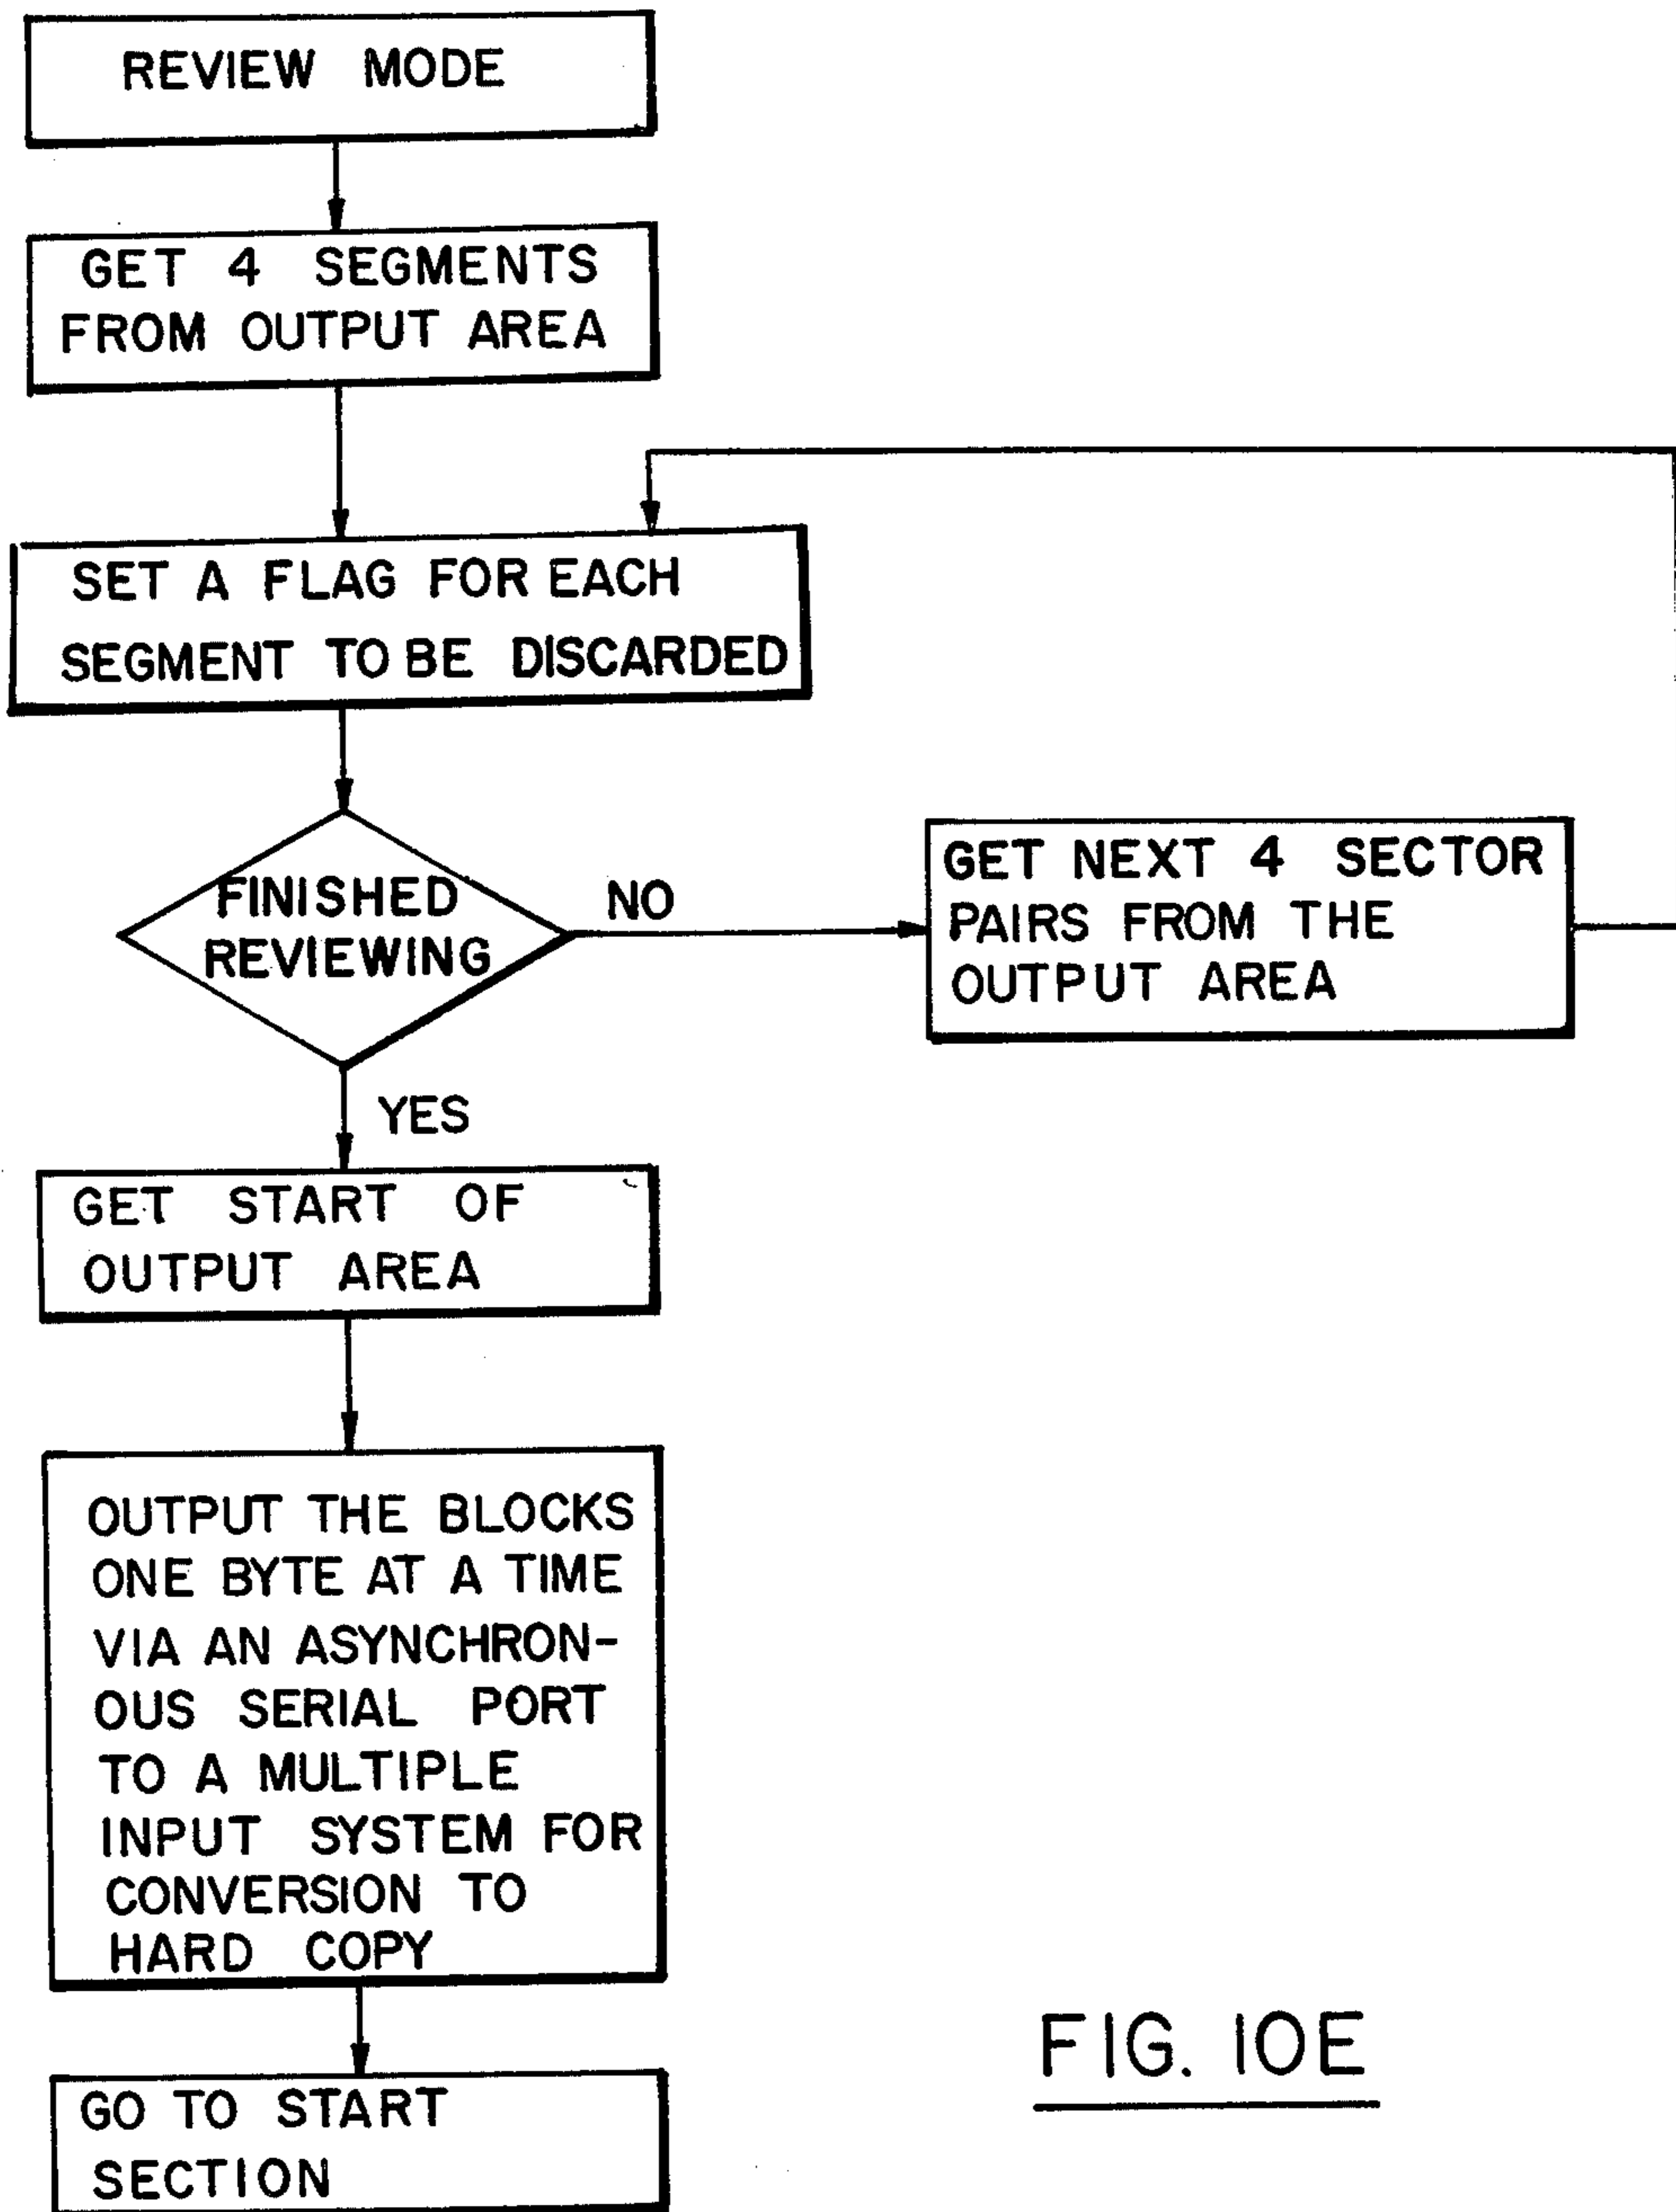 REVIEW MODE
GET 4 SEGMENTS
FROM OUTPUT AREA
SET A FLAG FOR EACH
SEGMENT TO BE DISCARDED
FINISHED
REVIEWING
NO
GET NEXT 4 SECTOR
PAIRS FROM THE
OUTPUT AREA
YES
GET START OF
OUTPUT AREA
OUTPUT THE BLOCKS
ONE BYTE AT A TIME
VIA AN ASYNCHRON-
OUS SERIAL PORT
TO A MULTIPLE
INPUT SYSTEM FOR
CONVERSION TO
HARD COPY
GO TO START
SECTION
FIG. 10E